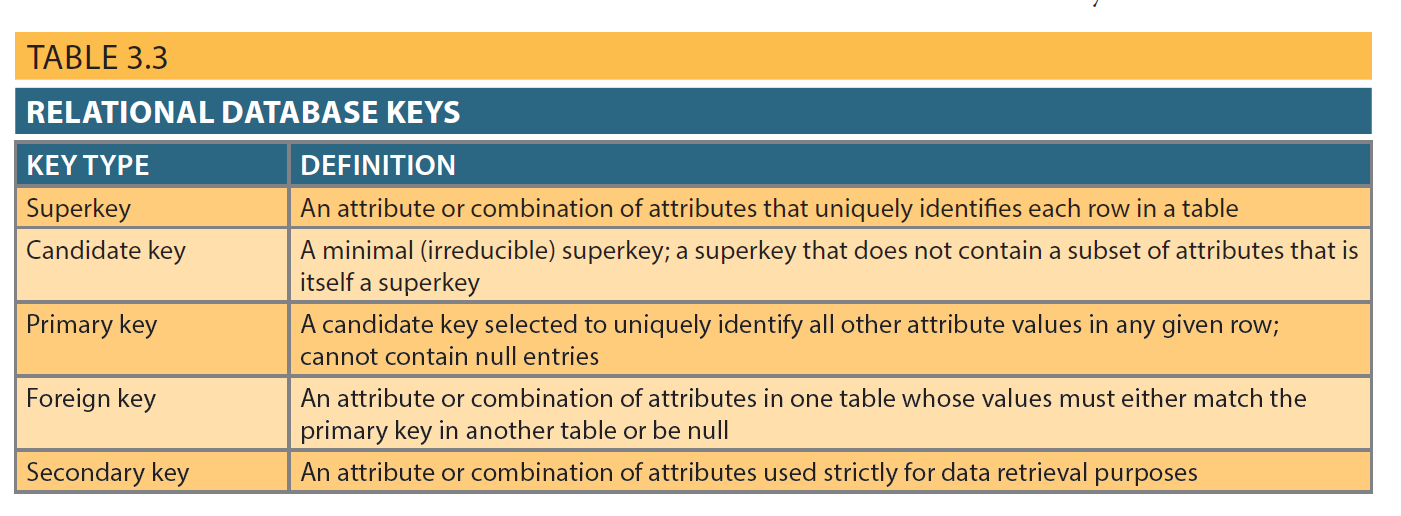 TABLE 3.3
RELATIONAL DATABASE KEYS
KEY TYPE DEFINITION
Superkey An attribute or combination of attributes that uniquely identifies each row in a table
Candidate key A minimal (irreducible) superkey; a superkey that does not contain a subset of attributes that is
itself a superkey
Primary key A candidate key selected to uniquely identify all other attribute values in any given row;
cannot contain null entries
Foreign key An attribute or combination of attributes in one table whose values must either match the
primary key in another table or be null
Secondary key An attribute or combination of attributes used strictly for data retrieval purposes